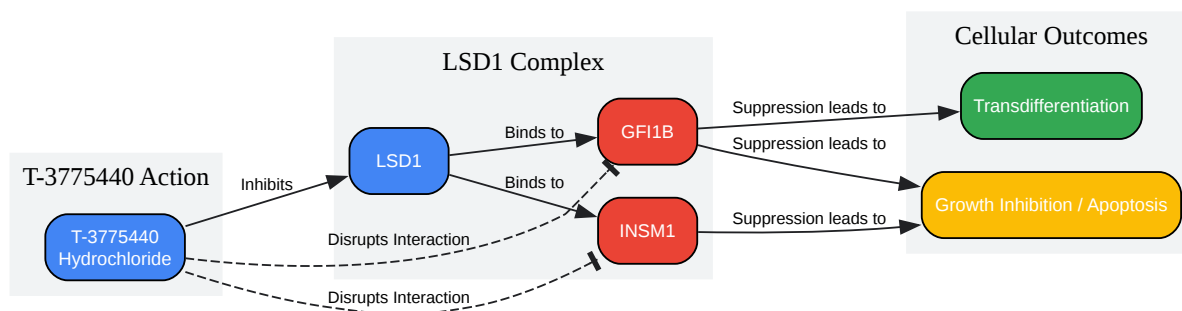 T-3775440 Action
T-3775440
Hydrochloride
Inhibits
Disrupts Interaction
Disrupts Interaction
LSD1 Complex
LSD1
Binds to
Binds to
GFI1B
INSM1
Suppression leads to
Suppression leads to
Suppression leads to
Cellular Outcomes
Transdifferentiation
Growth Inhibition / Apoptosis